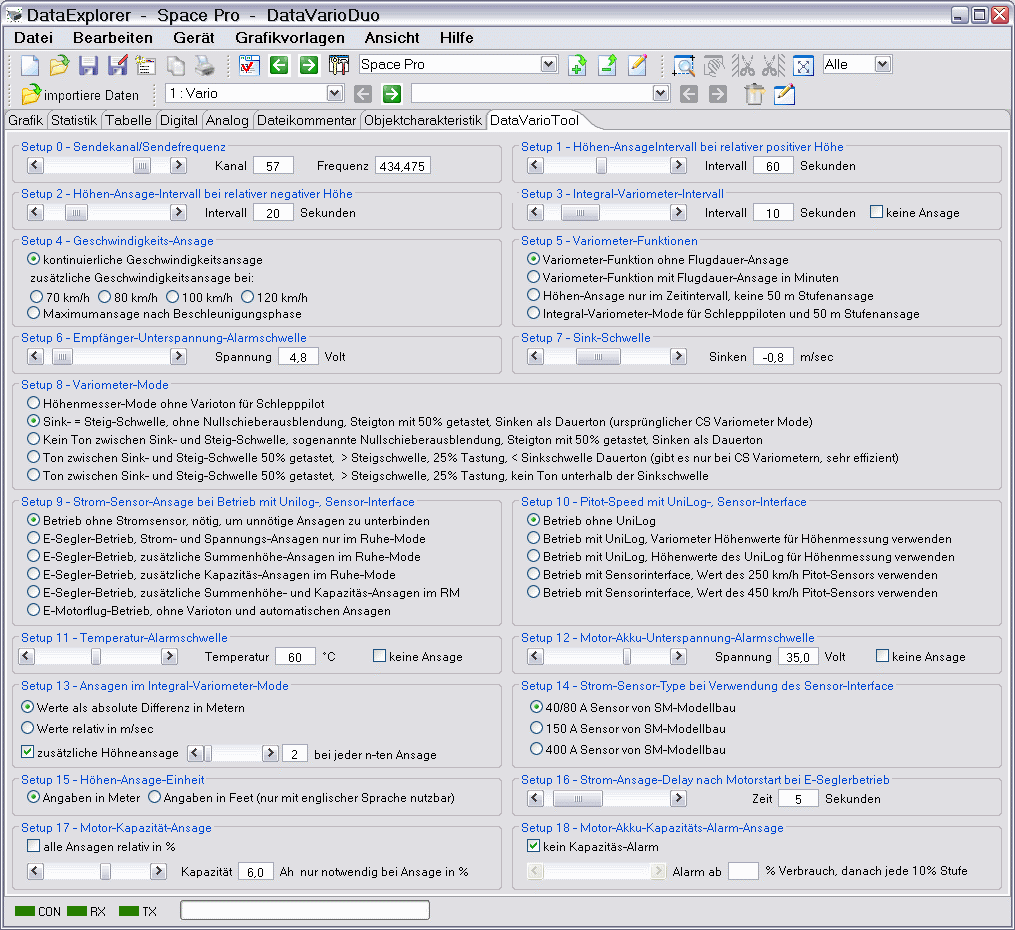 DataExplorer - Space Pro - DataVarioDuo
Datei Bearbeiten Gerät Grafikvorlagen Ansicht Hilfe
Space Pro Alle
importiere Daten 1 : Vario
Grafik Statistik Tabelle Digital Analog Dateikommentar Objektcharakteristik DataVarioTool
Setup 0 - Sendekanal/Sendefrequenz
Kanal 57 Frequenz 434,475
Setup 1 - Höhen-AnsageIntervall bei relativer positiver Höhe
Intervall 60 Sekunden
Setup 2 - Höhen-Ansage-Intervall bei relativer negativer Höhe
Intervall 20 Sekunden
Setup 3 - Integral-Variometer-Intervall
Intervall 10 Sekunden keine Ansage
Setup 4 - Geschwindigkeits-Ansage
kontinuierliche Geschwindigkeitsansage
zusätzliche Geschwindigkeitsansage bei:
70 km/h 80 km/h 100 km/h 120 km/h
Maximumansage nach Beschleunigungsphase
Setup 5 - Variometer-Funktionen
Variometer-Funktion ohne Flugdauer-Ansage
Variometer-Funktion mit Flugdauer-Ansage in Minuten
Höhen-Ansage nur im Zeitintervall, keine 50 m Stufenansage
Integral-Variometer-Mode für Schlepppiloten und 50 m Stufenansage
Setup 6 - Empfänger-Unterspannung-Alarmschwelle
Spannung 4,8 Volt
Setup 7 - Sink-Schwelle
Sinken -0,8 m/sec
Setup 8 - Variometer-Mode
Höhenmesser-Mode ohne Varioton für Schlepppilot
Sink- = Steig-Schwelle, ohne Nullschieberausblendung, Steigton mit 50% getastet, Sinken als Dauerton (ursprünglicher CS Variometer Mode)
Kein Ton zwischen Sink- und Steig-Schwelle, sogenannte Nullschieberausblendung, Steigton mit 50% getastet, Sinken als Dauerton
Ton zwischen Sink- und Steig-Schwelle 50% getastet, > Steigschwelle, 25% Tastung, < Sinkschwelle Dauerton (gibt es nur bei CS Variometern, sehr effizient)
Ton zwischen Sink- und Steig-Schwelle 50% getastet, > Steigschwelle, 25% Tastung, kein Ton unterhalb der Sinkschwelle
Setup 9 - Strom-Sensor-Ansage bei Betrieb mit Unilog-, Sensor-Interface
Betrieb ohne Stromsensor, nötig, um unnötige Ansagen zu unterbinden
E-Segler-Betrieb, Strom- und Spannungs-Ansagen nur im Ruhe-Mode
E-Segler-Betrieb, zusätzliche Summenhöhe-Ansagen im Ruhe-Mode
E-Segler-Betrieb, zusätzliche Kapazitäs-Ansagen im Ruhe-Mode
E-Segler-Betrieb, zusätzliche Summenhöhe- und Kapazitäs-Ansagen im RM
E-Motorflug-Betrieb, ohne Varioton und automatischen Ansagen
Setup 10 - Pitot-Speed mit UniLog-, Sensor-Interface
Betrieb ohne UniLog
Betrieb mit UniLog, Variometer Höhenwerte für Höhenmessung verwenden
Betrieb mit UniLog, Höhenwerte des UniLog für Höhenmessung verwenden
Betrieb mit Sensorinterface, Wert des 250 km/h Pitot-Sensors verwenden
Betrieb mit Sensorinterface, Wert des 450 km/h Pitot-Sensors verwenden
Setup 11 - Temperatur-Alarmschwelle
Temperatur 60 °C keine Ansage
Setup 12 - Motor-Akku-Unterspannung-Alarmschwelle
Spannung 35,0 Volt keine Ansage
Setup 13 - Ansagen im Integral-Variometer-Mode
Werte als absolute Differenz in Metern
Werte relativ in m/sec
zusätzliche Höhneansage 2 bei jeder n-ten Ansage
Setup 14 - Strom-Sensor-Type bei Verwendung des Sensor-Interface
40/80 A Sensor von SM-Modellbau
150 A Sensor von SM-Modellbau
400 A Sensor von SM-Modellbau
Setup 15 - Höhen-Ansage-Einheit
Angaben in Meter Angaben in Feet (nur mit englischer Sprache nutzbar)
Setup 16 - Strom-Ansage-Delay nach Motorstart bei E-Seglerbetrieb
Zeit 5 Sekunden
Setup 17 - Motor-Kapazität-Ansage
alle Ansagen relativ in %
Kapazität 6,0 Ah nur notwendig bei Ansage in %
Setup 18 - Motor-Akku-Kapazitäts-Alarm-Ansage
kein Kapazitäs-Alarm
Alarm ab % Verbrauch, danach jede 10% Stufe
CON RX TX